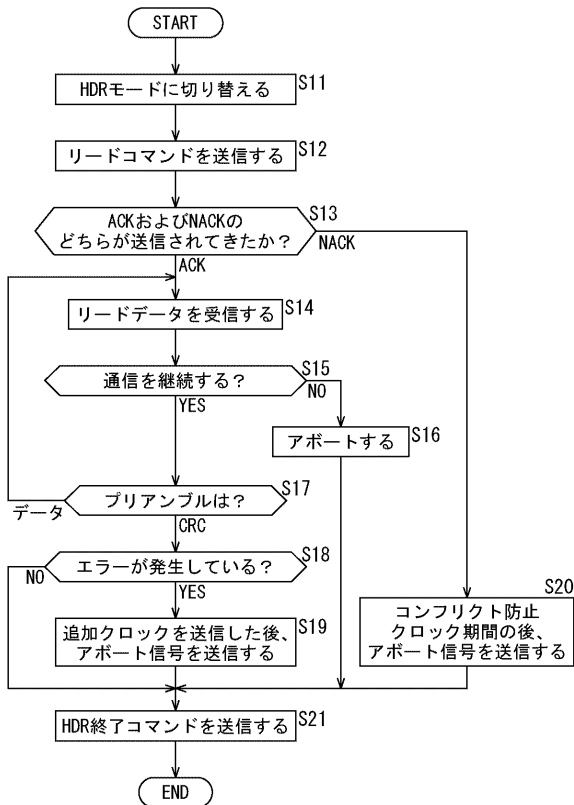 START
HDRモードに切り替える
S11
リードコマンドを送信する
S12
ACKおよびNACKの
どちらが送信されてきたか？
S13
NACK
ACK
リードデータを受信する
S14
通信を継続する？
S15
NO
YES
アボートする
S16
プリアンブルは？
S17
データ
CRC
エラーが発生している？
S18
NO
YES
追加クロックを送信した後、
アボート信号を送信する
S19
コンフリクト防止
クロック期間の後、
アボート信号を送信する
S20
HDR終了コマンドを送信する
S21
END